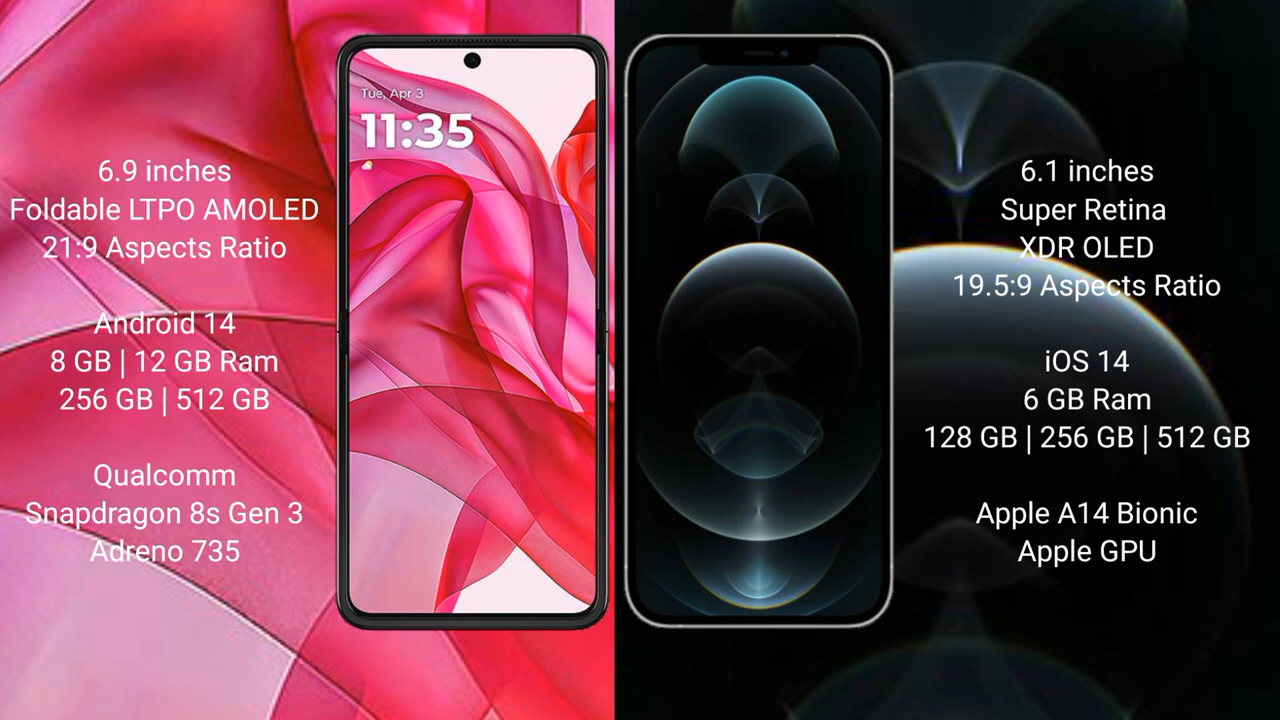 6.9 inches
Foldable LTPO AMOLED
21:9 Aspects Ratio
Android 14
8 GB | 12 GB Ram
256 GB | 512 GB
Qualcomm
Snapdragon 8s Gen 3
Adreno 735
Tue, Apr 3
11:35
6.1 inches
Super Retina
XDR OLED
19.5:9 Aspects Ratio
iOS 14
6 GB Ram
128 GB | 256 GB | 512 GB
Apple A14 Bionic
Apple GPU